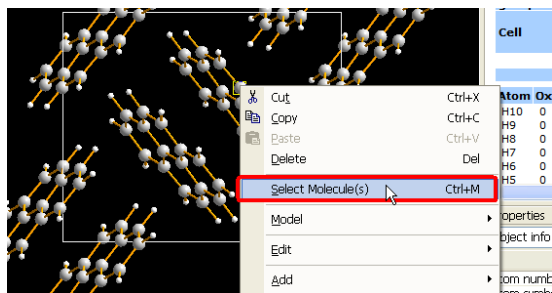 Cell
Atom Ox
H10 0
H9 0
H8 0
H7 0
H6 0
H5 0
Cut Ctrl+X
Copy Ctrl+C
Paste Ctrl+V
Delete Del
Select Molecule(s) Ctrl+M
Model
Edit
Add
operties
bject info
tom numb